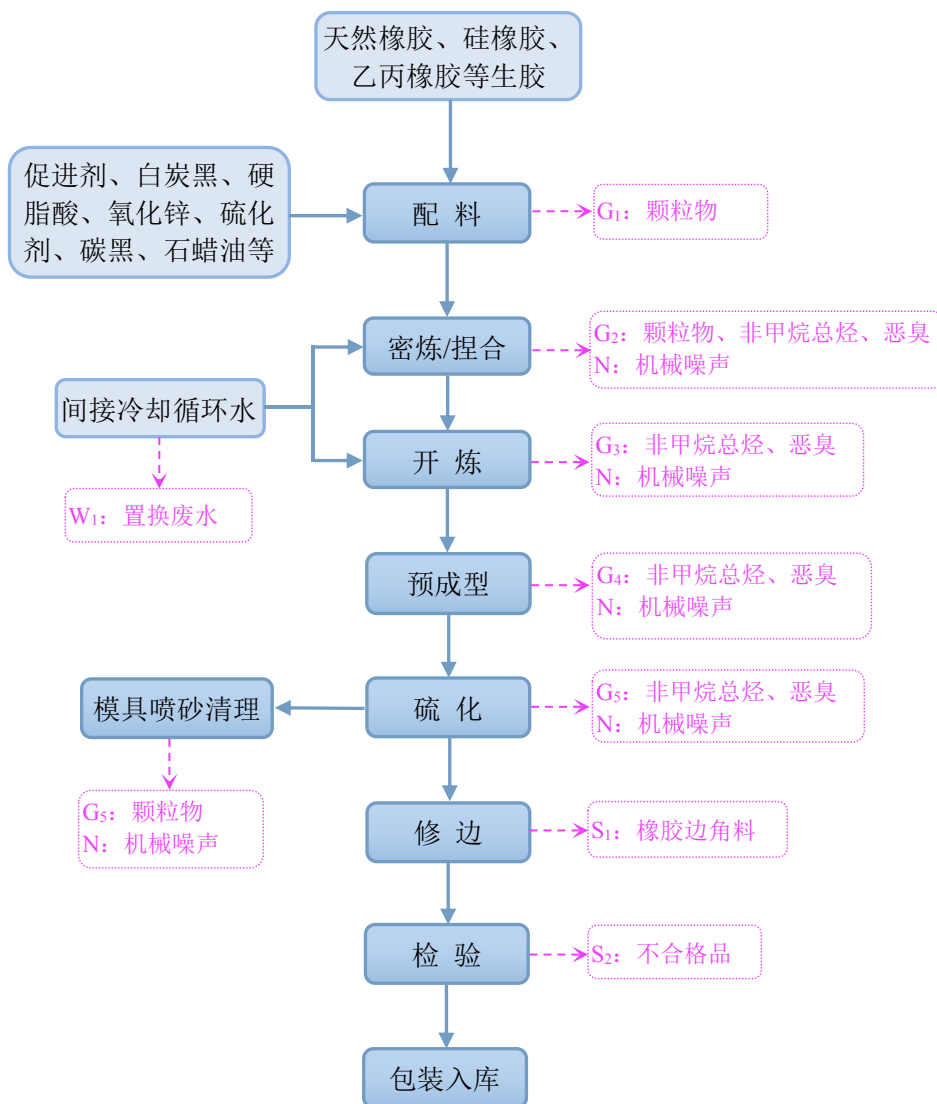 天然橡胶、硅橡胶、
乙丙橡胶等生胶
促进剂、白炭黑、硬
脂酸、氧化锌、硫化
剂、碳黑、石蜡油等
配 料
G₁：颗粒物
密炼/捏合
G₂：颗粒物、非甲烷总烃、恶臭
N：机械噪声
间接冷却循环水
开 炼
G₃：非甲烷总烃、恶臭
N：机械噪声
W₁：置换废水
预成型
G₄：非甲烷总烃、恶臭
N：机械噪声
模具喷砂清理
硫 化
G₅：非甲烷总烃、恶臭
N：机械噪声
G₅：颗粒物
N：机械噪声
修 边
S₁：橡胶边角料
检 验
S₂：不合格品
包装入库